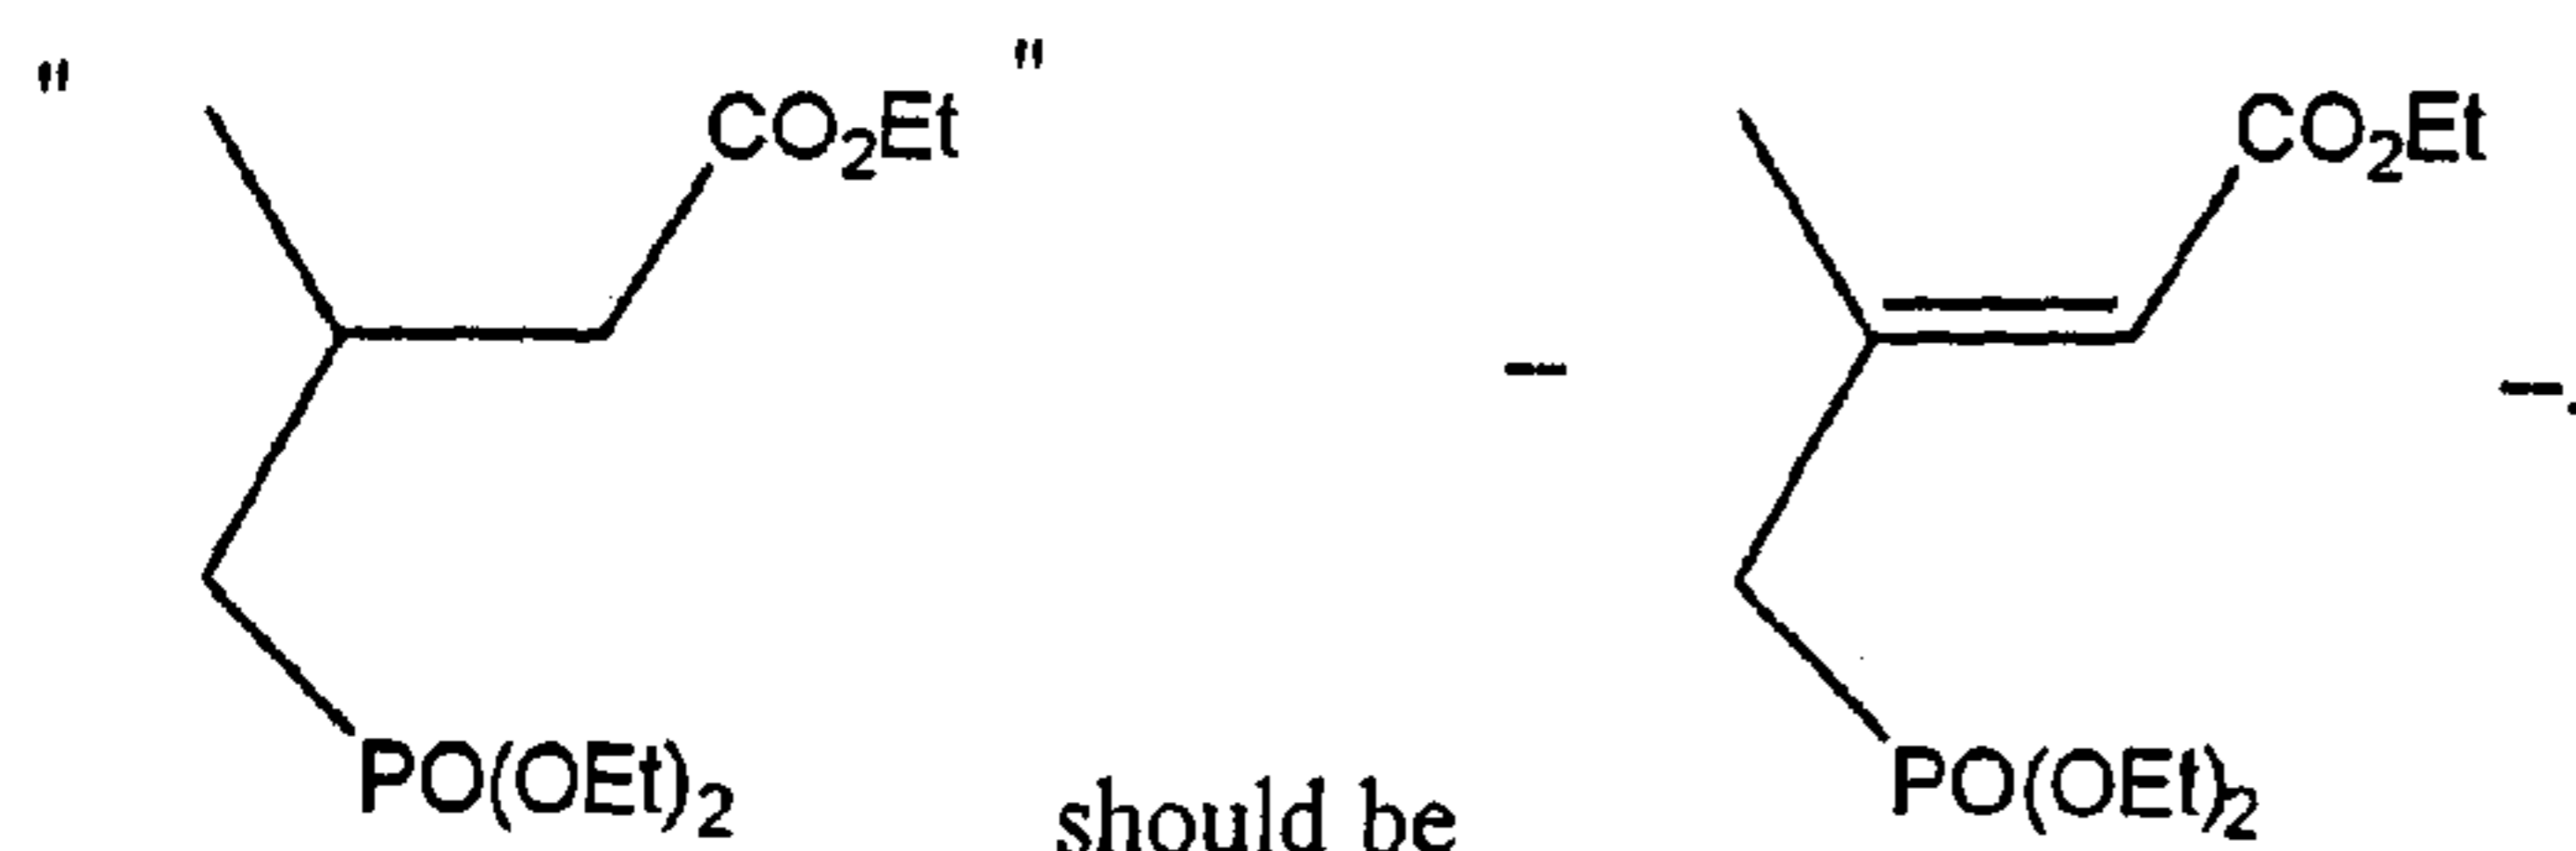 " CO₂Et " CO₂Et
– –.
PO(OEt)₂ should be PO(OEt)₂